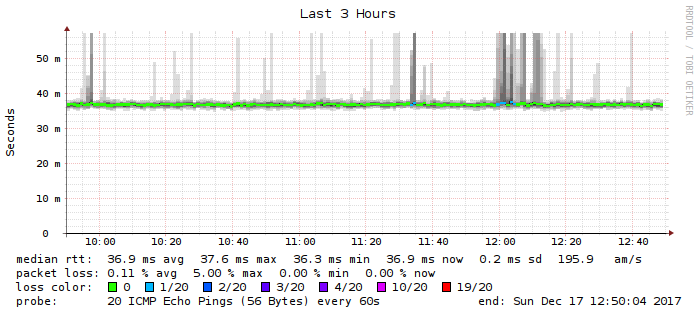 Last 3 Hours
RRDTOOL / TOBI OETIKER
Seconds
50 m
40 m
30 m
20 m
10 m
0
10:00 10:20 10:40 11:00 11:20 11:40 12:00 12:20 12:40
median rtt: 36.9 ms avg 37.6 ms max 36.3 ms min 36.9 ms now 0.2 ms sd 195.9 am/s
packet loss: 0.11 % avg 5.00 % max 0.00 % min 0.00 % now
loss color: 0 1/20 2/20 3/20 4/20 10/20 19/20
probe: 20 ICMP Echo Pings (56 Bytes) every 60s end: Sun Dec 17 12:50:04 2017